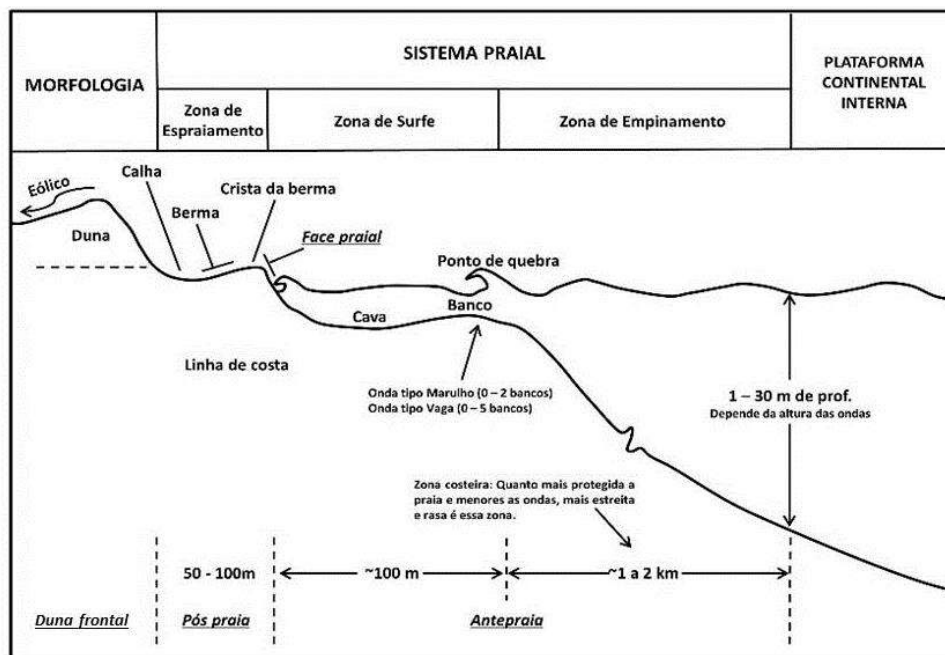 MORFOLOGIA
SISTEMA PRAIAL
PLATAFORMA
CONTINENTAL
INTERNA
Zona de
Espraiamento
Zona de Surfe
Zona de Empinamento
Eólico
Calha
Crista da berma
Berma
Face praial
Duna
Ponto de quebra
Banco
Cava
Linha de costa
Onda tipo Marulho (0 – 2 bancos)
Onda tipo Vaga (0 – 5 bancos)
1 – 30 m de prof.
Depende da altura das ondas
Zona costeira: Quanto mais protegida a
praia e menores as ondas, mais estreita
e rasa é essa zona.
50 - 100m
~100 m
~1 a 2 km
Duna frontal
Pós praia
Antepraia